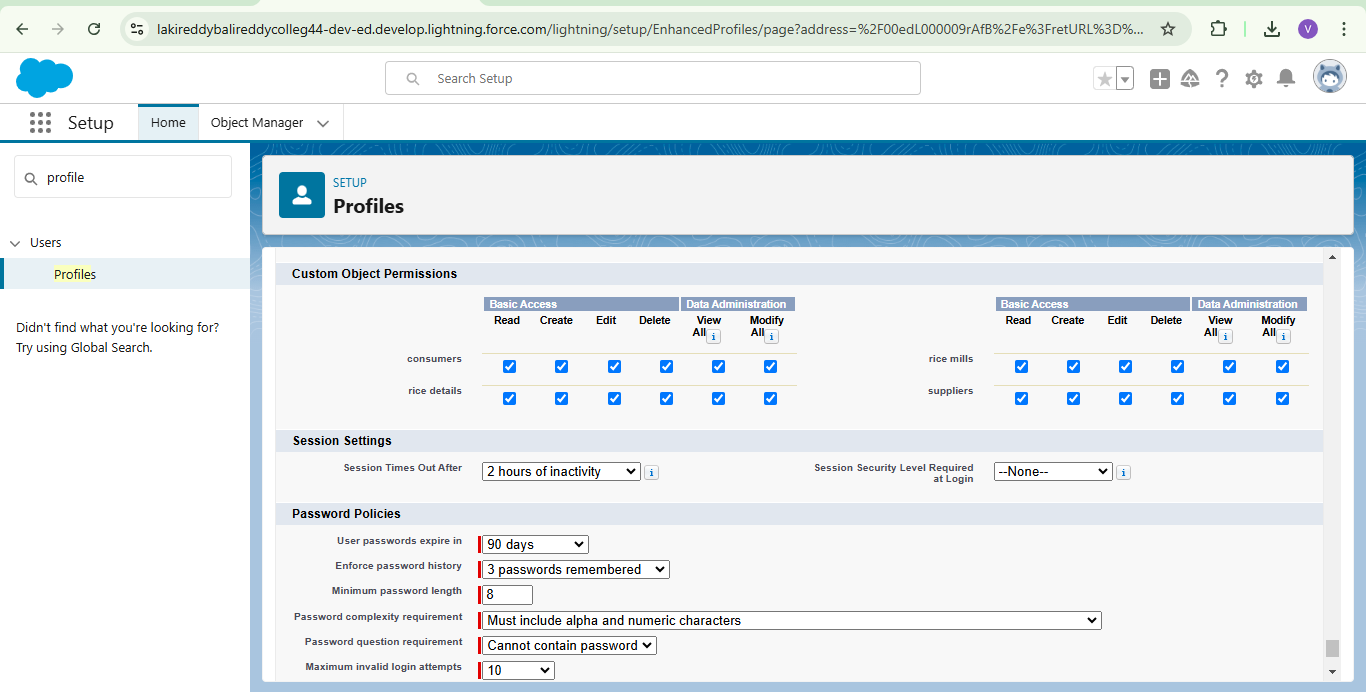 lakireddybalireddycolleg44-dev-ed.develop.lightning.force.com/lightning/setup/EnhancedProfiles/page?address=%2F00edL000009rAfB%2Fe%3FretURL%3D%...
V
Search Setup
Setup
Home
Object Manager
profile
Users
Profiles
Didn't find what you're looking for?
Try using Global Search.
SETUP
Profiles
Custom Object Permissions
Basic Access Data Administration Basic Access Data Administration
Read Create Edit Delete View All i Modify All i Read Create Edit Delete View All i Modify All i
consumers rice mills
rice details suppliers
Session Settings
Session Times Out After 2 hours of inactivity i Session Security Level Required at Login --None-- i
Password Policies
User passwords expire in 90 days
Enforce password history 3 passwords remembered
Minimum password length 8
Password complexity requirement Must include alpha and numeric characters
Password question requirement Cannot contain password
Maximum invalid login attempts 10